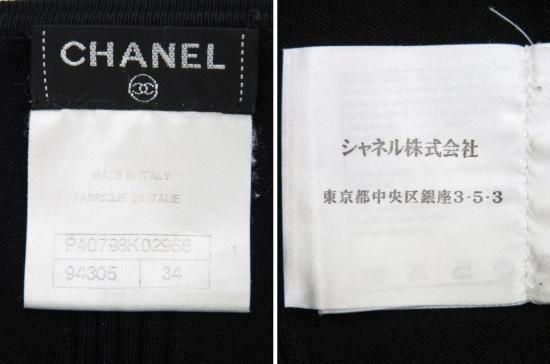 CHANEL
MADE IN ITALY
FABRIQUE EN ITALIE
P40798K02966
94305 34
シャネル株式会社
東京都中央区銀座3-5-3